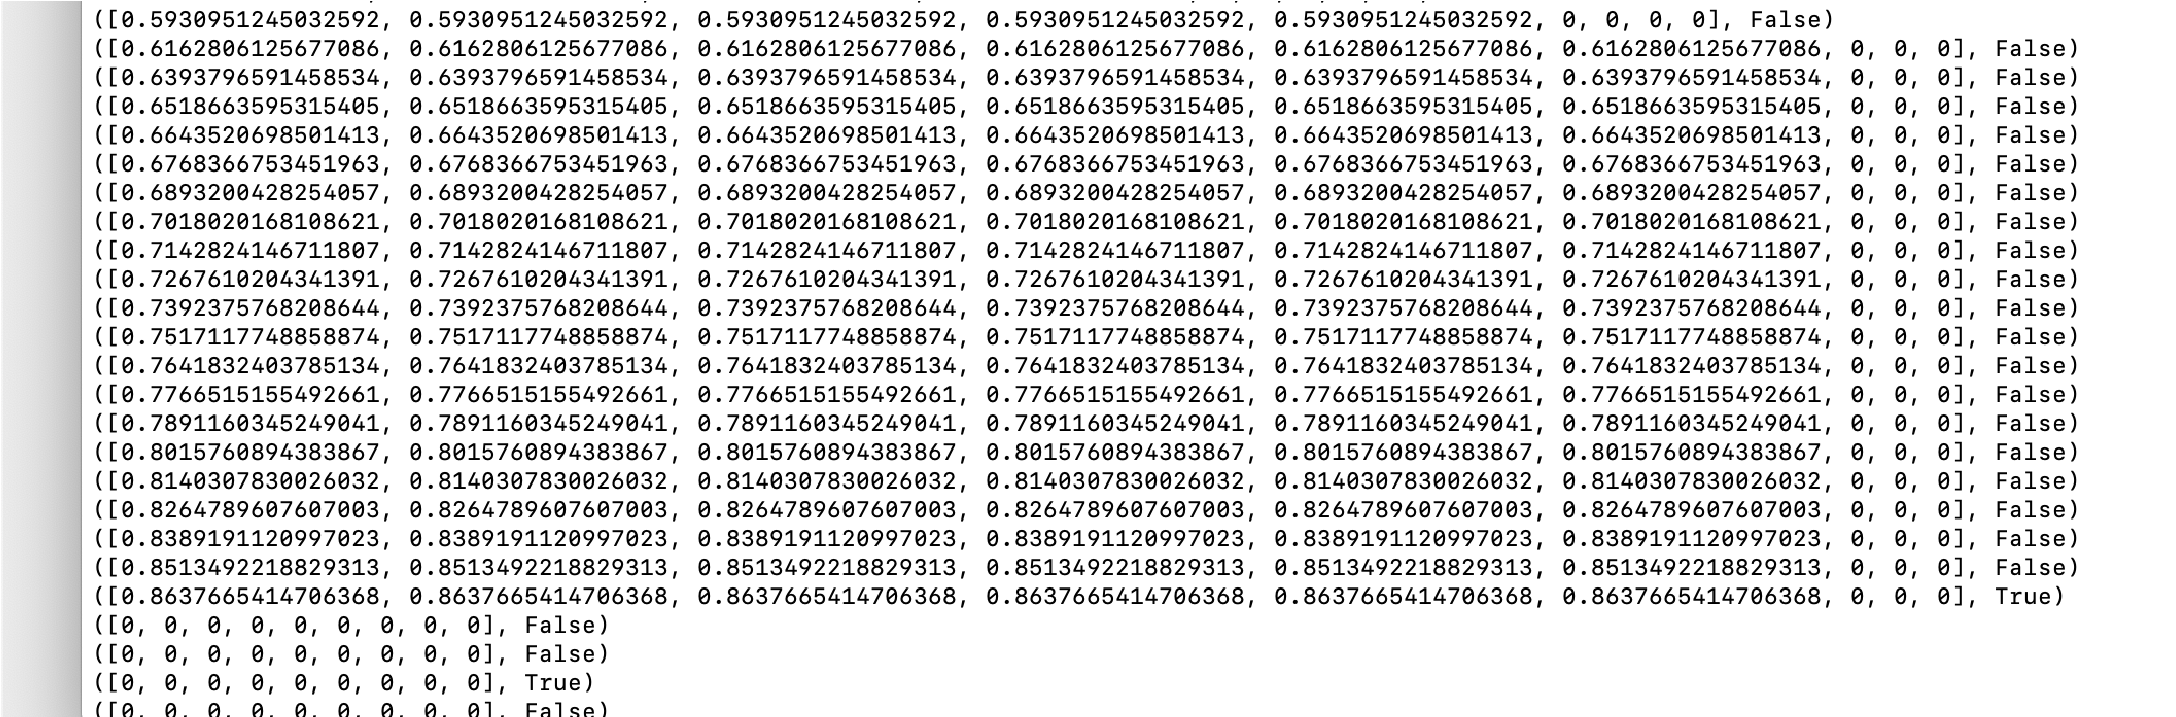 ([0.5930951245032592, 0.5930951245032592, 0.5930951245032592, 0.5930951245032592, 0.5930951245032592, 0, 0, 0, 0], False)
([0.6162806125677086, 0.6162806125677086, 0.6162806125677086, 0.6162806125677086, 0.6162806125677086, 0.6162806125677086, 0, 0, 0], False)
([0.6393796591458534, 0.6393796591458534, 0.6393796591458534, 0.6393796591458534, 0.6393796591458534, 0.6393796591458534, 0, 0, 0], False)
([0.6518663595315405, 0.6518663595315405, 0.6518663595315405, 0.6518663595315405, 0.6518663595315405, 0.6518663595315405, 0, 0, 0], False)
([0.6643520698501413, 0.6643520698501413, 0.6643520698501413, 0.6643520698501413, 0.6643520698501413, 0.6643520698501413, 0, 0, 0], False)
([0.6768366753451963, 0.6768366753451963, 0.6768366753451963, 0.6768366753451963, 0.6768366753451963, 0.6768366753451963, 0, 0, 0], False)
([0.6893200428254057, 0.6893200428254057, 0.6893200428254057, 0.6893200428254057, 0.6893200428254057, 0.6893200428254057, 0, 0, 0], False)
([0.7018020168108621, 0.7018020168108621, 0.7018020168108621, 0.7018020168108621, 0.7018020168108621, 0.7018020168108621, 0, 0, 0], False)
([0.7142824146711807, 0.7142824146711807, 0.7142824146711807, 0.7142824146711807, 0.7142824146711807, 0.7142824146711807, 0, 0, 0], False)
([0.7267610204341391, 0.7267610204341391, 0.7267610204341391, 0.7267610204341391, 0.7267610204341391, 0.7267610204341391, 0, 0, 0], False)
([0.7392375768208644, 0.7392375768208644, 0.7392375768208644, 0.7392375768208644, 0.7392375768208644, 0.7392375768208644, 0, 0, 0], False)
([0.7517117748858874, 0.7517117748858874, 0.7517117748858874, 0.7517117748858874, 0.7517117748858874, 0.7517117748858874, 0, 0, 0], False)
([0.7641832403785134, 0.7641832403785134, 0.7641832403785134, 0.7641832403785134, 0.7641832403785134, 0.7641832403785134, 0, 0, 0], False)
([0.7766515155492661, 0.7766515155492661, 0.7766515155492661, 0.7766515155492661, 0.7766515155492661, 0.7766515155492661, 0, 0, 0], False)
([0.7891160345249041, 0.7891160345249041, 0.7891160345249041, 0.7891160345249041, 0.7891160345249041, 0.7891160345249041, 0, 0, 0], False)
([0.8015760894383867, 0.8015760894383867, 0.8015760894383867, 0.8015760894383867, 0.8015760894383867, 0.8015760894383867, 0, 0, 0], False)
([0.8140307830026032, 0.8140307830026032, 0.8140307830026032, 0.8140307830026032, 0.8140307830026032, 0.8140307830026032, 0, 0, 0], False)
([0.8264789607607003, 0.8264789607607003, 0.8264789607607003, 0.8264789607607003, 0.8264789607607003, 0.8264789607607003, 0, 0, 0], False)
([0.8389191120997023, 0.8389191120997023, 0.8389191120997023, 0.8389191120997023, 0.8389191120997023, 0.8389191120997023, 0, 0, 0], False)
([0.8513492218829313, 0.8513492218829313, 0.8513492218829313, 0.8513492218829313, 0.8513492218829313, 0.8513492218829313, 0, 0, 0], False)
([0.8637665414706368, 0.8637665414706368, 0.8637665414706368, 0.8637665414706368, 0.8637665414706368, 0.8637665414706368, 0, 0, 0], True)
([0, 0, 0, 0, 0, 0, 0, 0, 0], False)
([0, 0, 0, 0, 0, 0, 0, 0, 0], False)
([0, 0, 0, 0, 0, 0, 0, 0, 0], True)
([0, 0, 0, 0, 0, 0, 0, 0, 0], False)